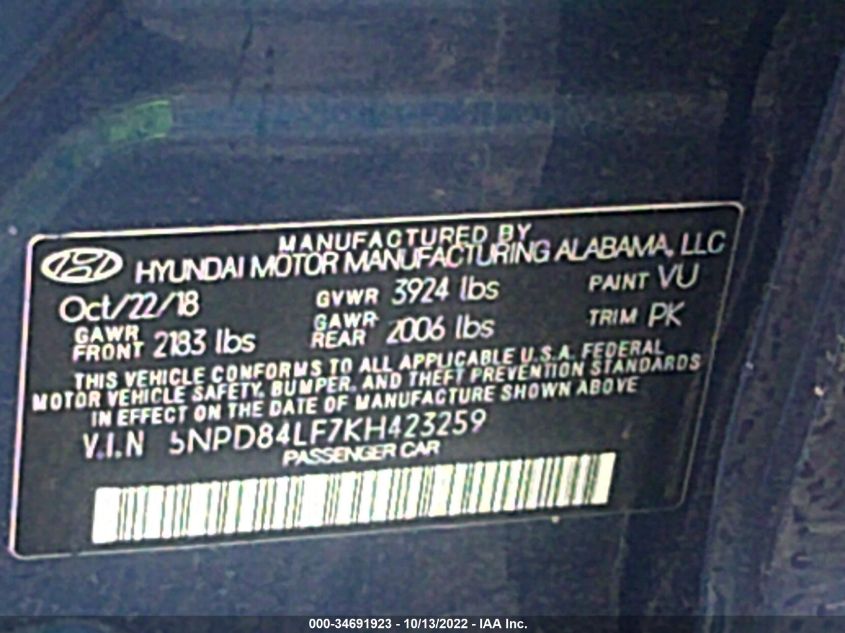 MANUFACTURED BY
HYUNDAI MOTOR MANUFACTURING ALABAMA, LLC
Oct/22/18 GVWR 3924 lbs PAINT VU
GAWR FRONT 2183 lbs GAWR REAR 2006 lbs TRIM PK
THIS VEHICLE CONFORMS TO ALL APPLICABLE U.S.A. FEDERAL
MOTOR VEHICLE SAFETY, BUMPER, AND THEFT PREVENTION STANDARDS
IN EFFECT ON THE DATE OF MANUFACTURE SHOWN ABOVE
V.I.N 5NPD84LF7KH423259
PASSENGER CAR
000-34691923 - 10/13/2022 - IAA Inc.